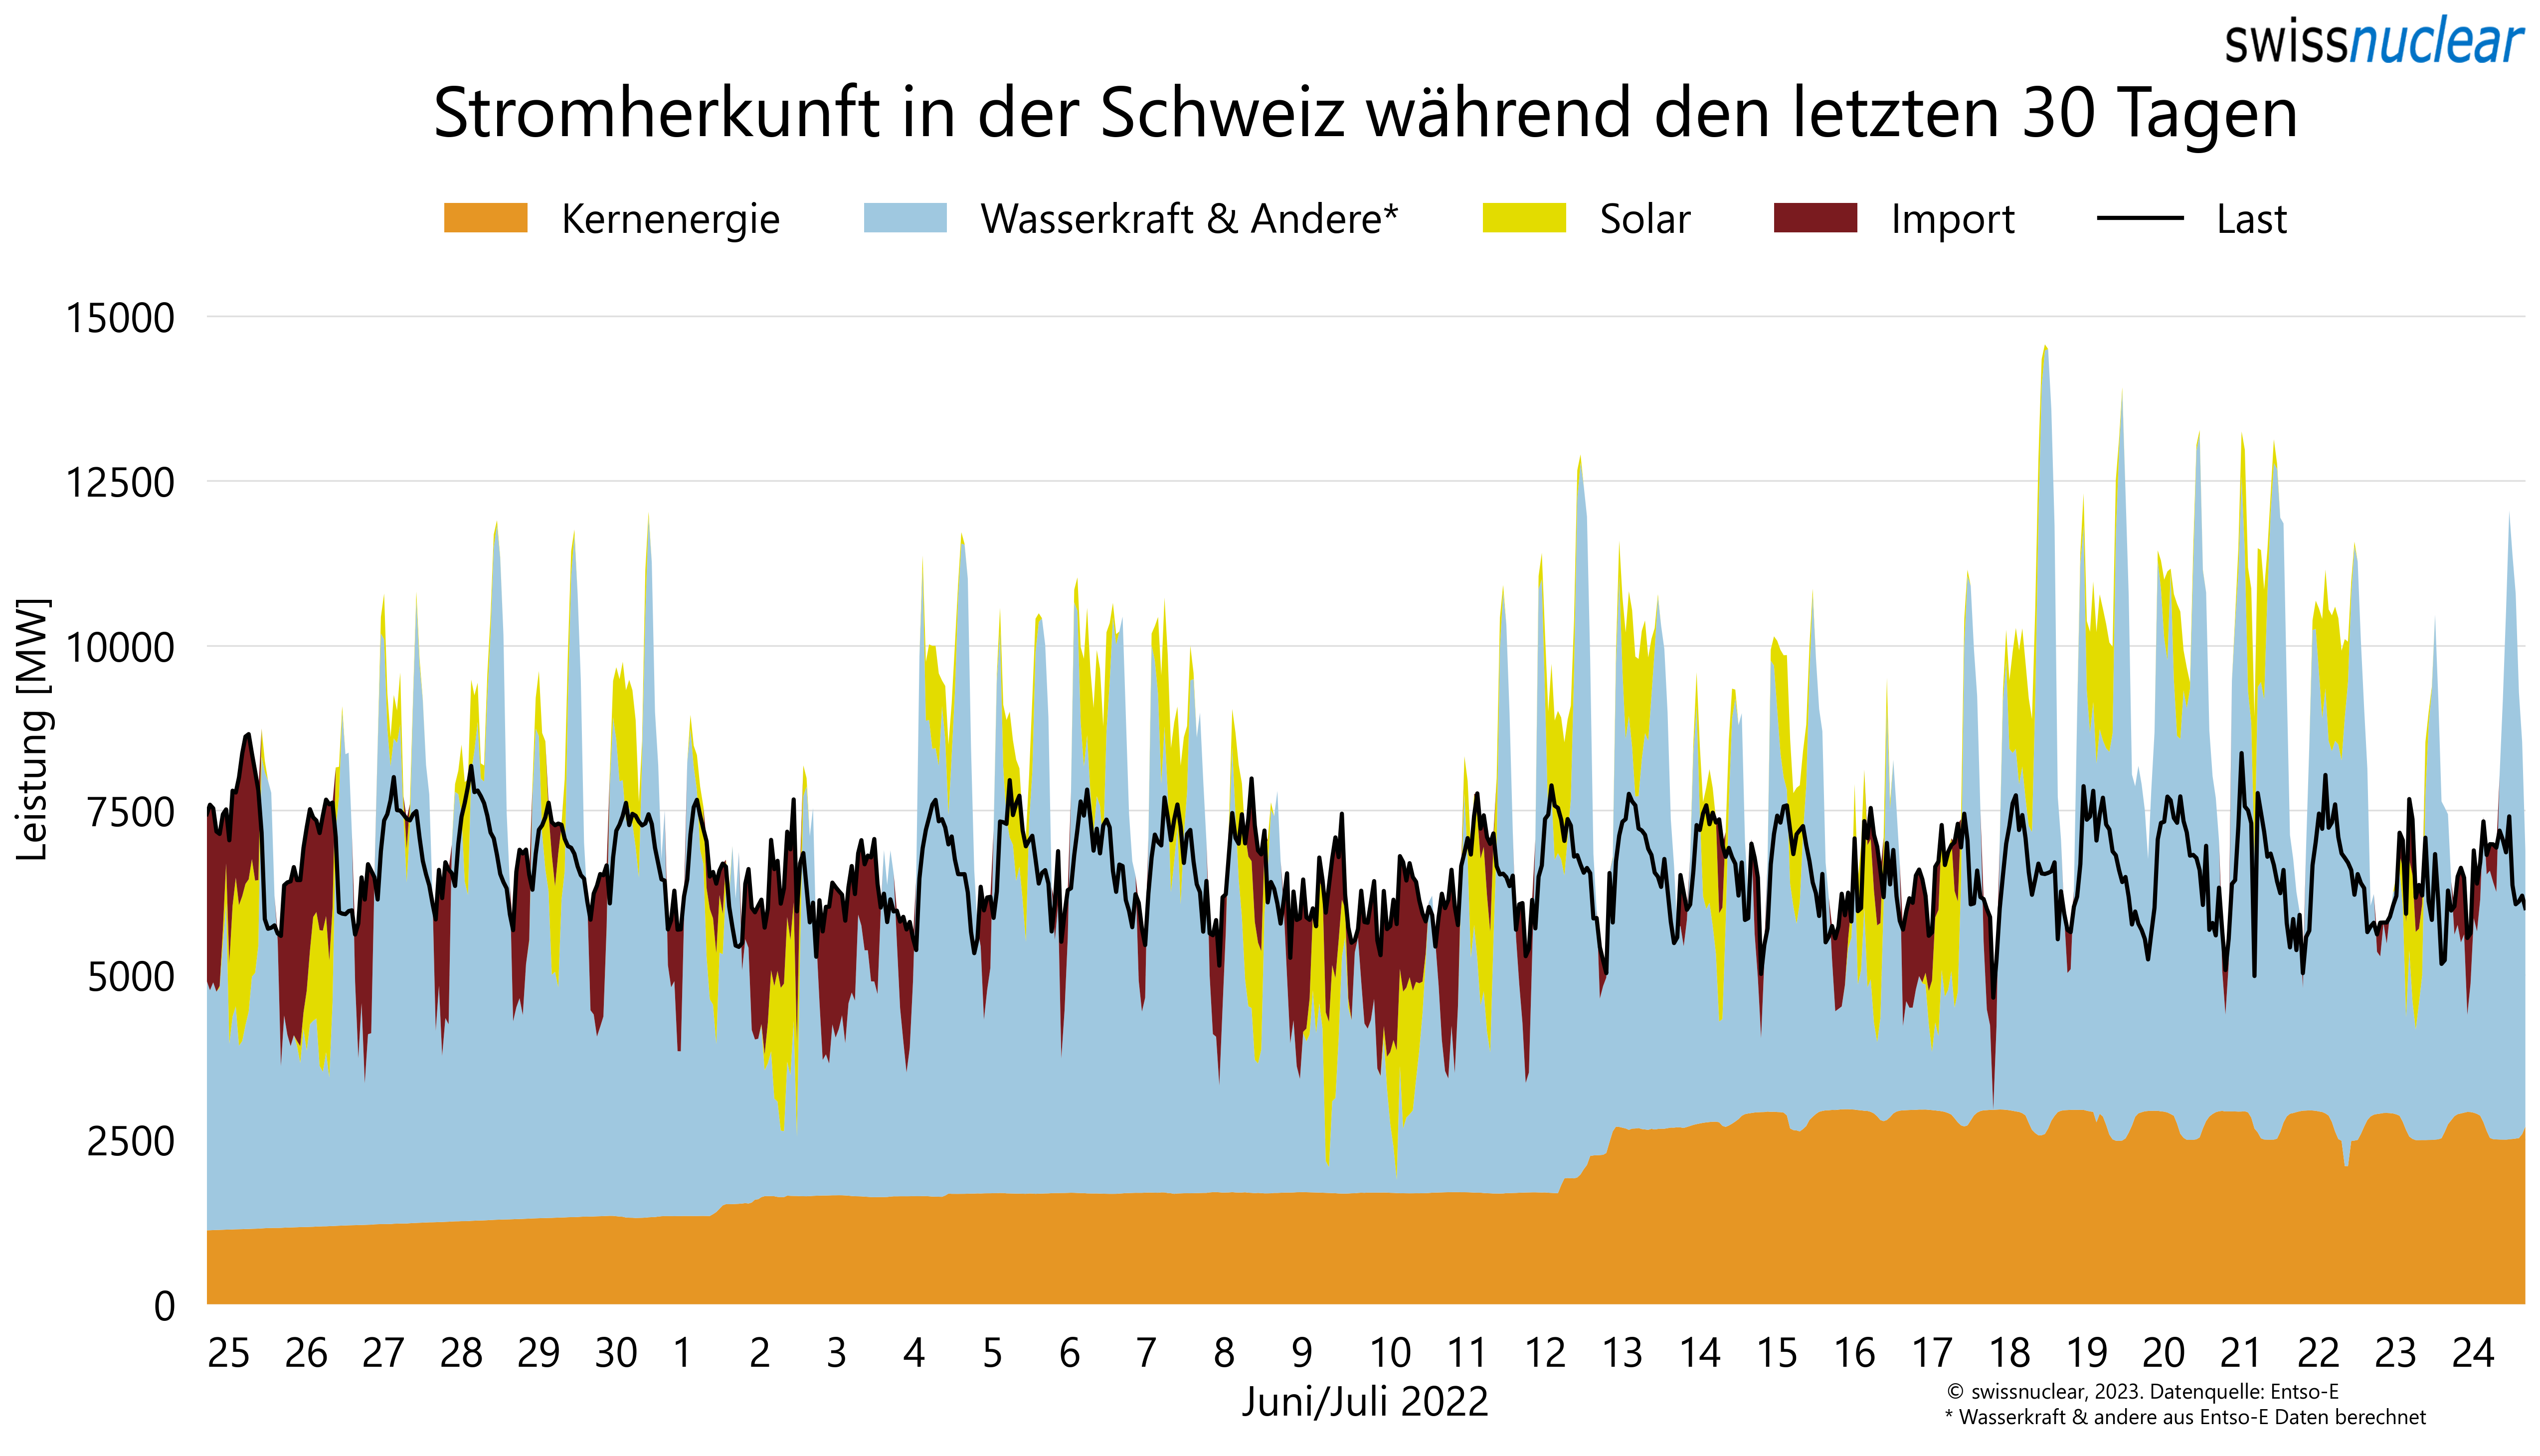 swissnuclear
Stromherkunft in der Schweiz während den letzten 30 Tagen
Kernenergie Wasserkraft & Andere* Solar Import Last
Leistung [MW]
15000
12500
10000
7500
5000
2500
0
25 26 27 28 29 30 1 2 3 4 5 6 7 8 9 10 11 12 13 14 15 16 17 18 19 20 21 22 23 24
Juni/Juli 2022
© swissnuclear, 2023. Datenquelle: Entso-E
* Wasserkraft & andere aus Entso-E Daten berechnet